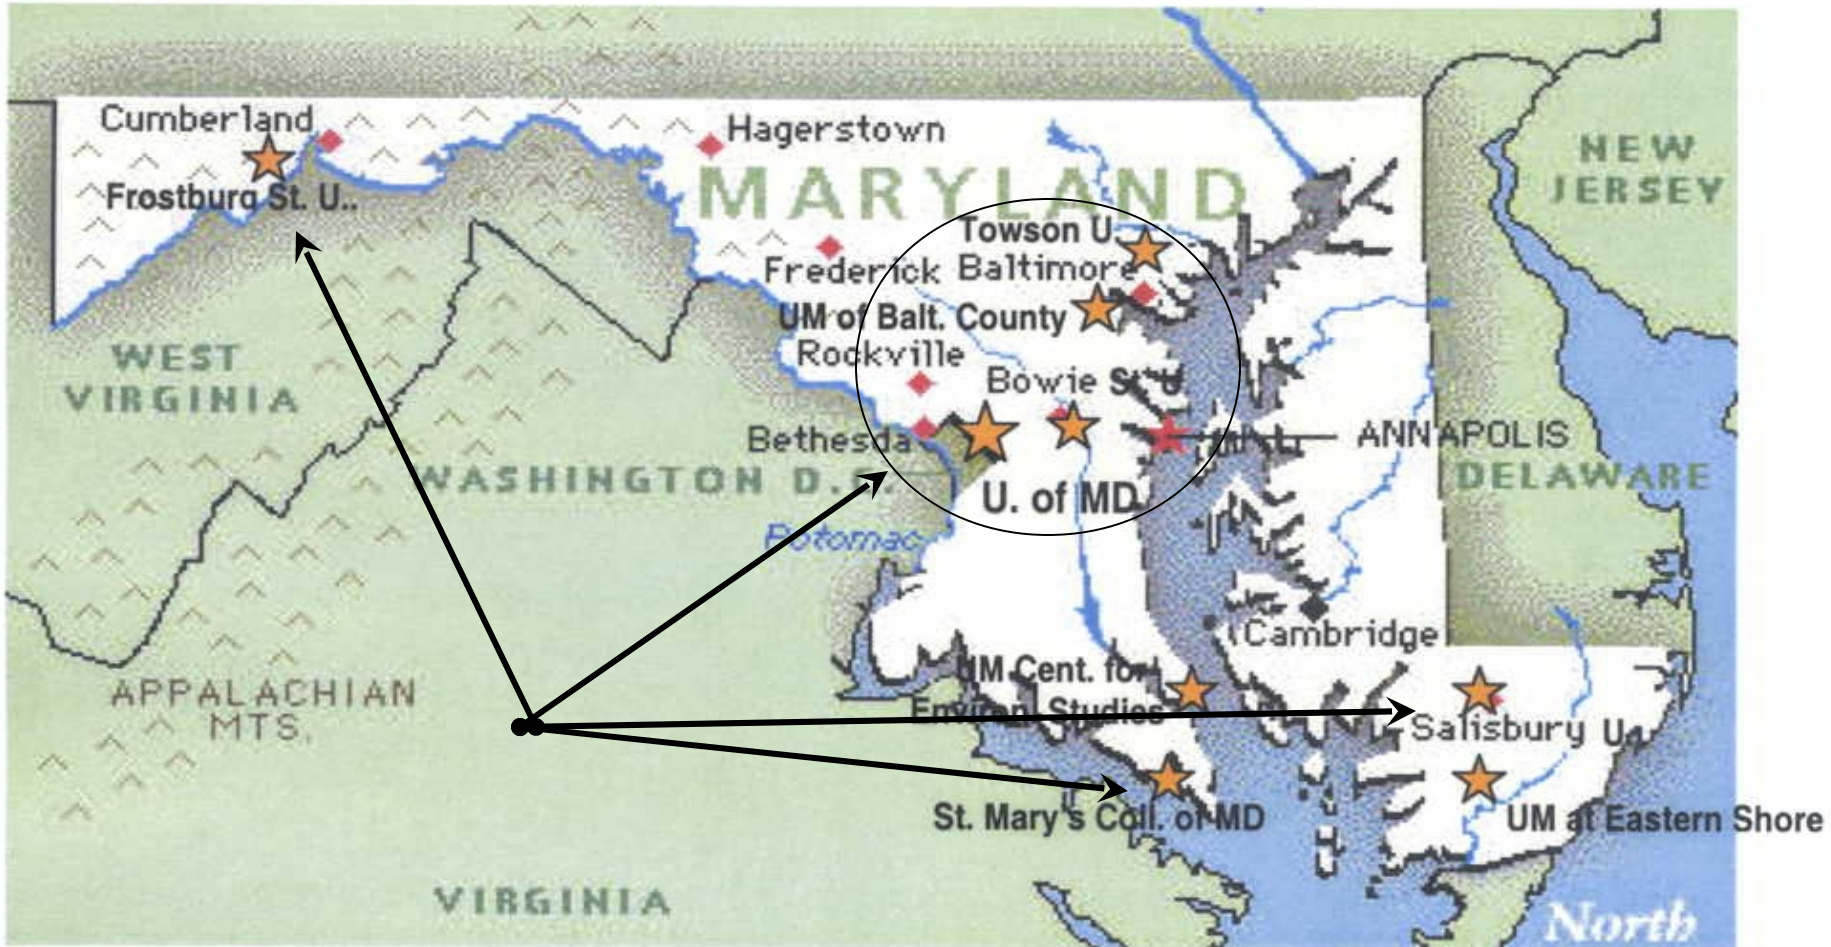 Cumberland
Hagerstown
Frostburg St. U..
MARYLAND
NEW
JERSEY
Towson U.
Frederick
Baltimore
UM of Balt. County
Rockville
Bowie St. U
WEST
VIRGINIA
Bethesda
ANNAPOLIS
WASHINGTON D.C.
DELAWARE
U. of MD
Potomac
Cambridge
UM Cent. for
Environ. Studies
APPALACHIAN
MTS.
Salisbury U.
St. Mary's Coll. of MD
UM at Eastern Shore
VIRGINIA
North